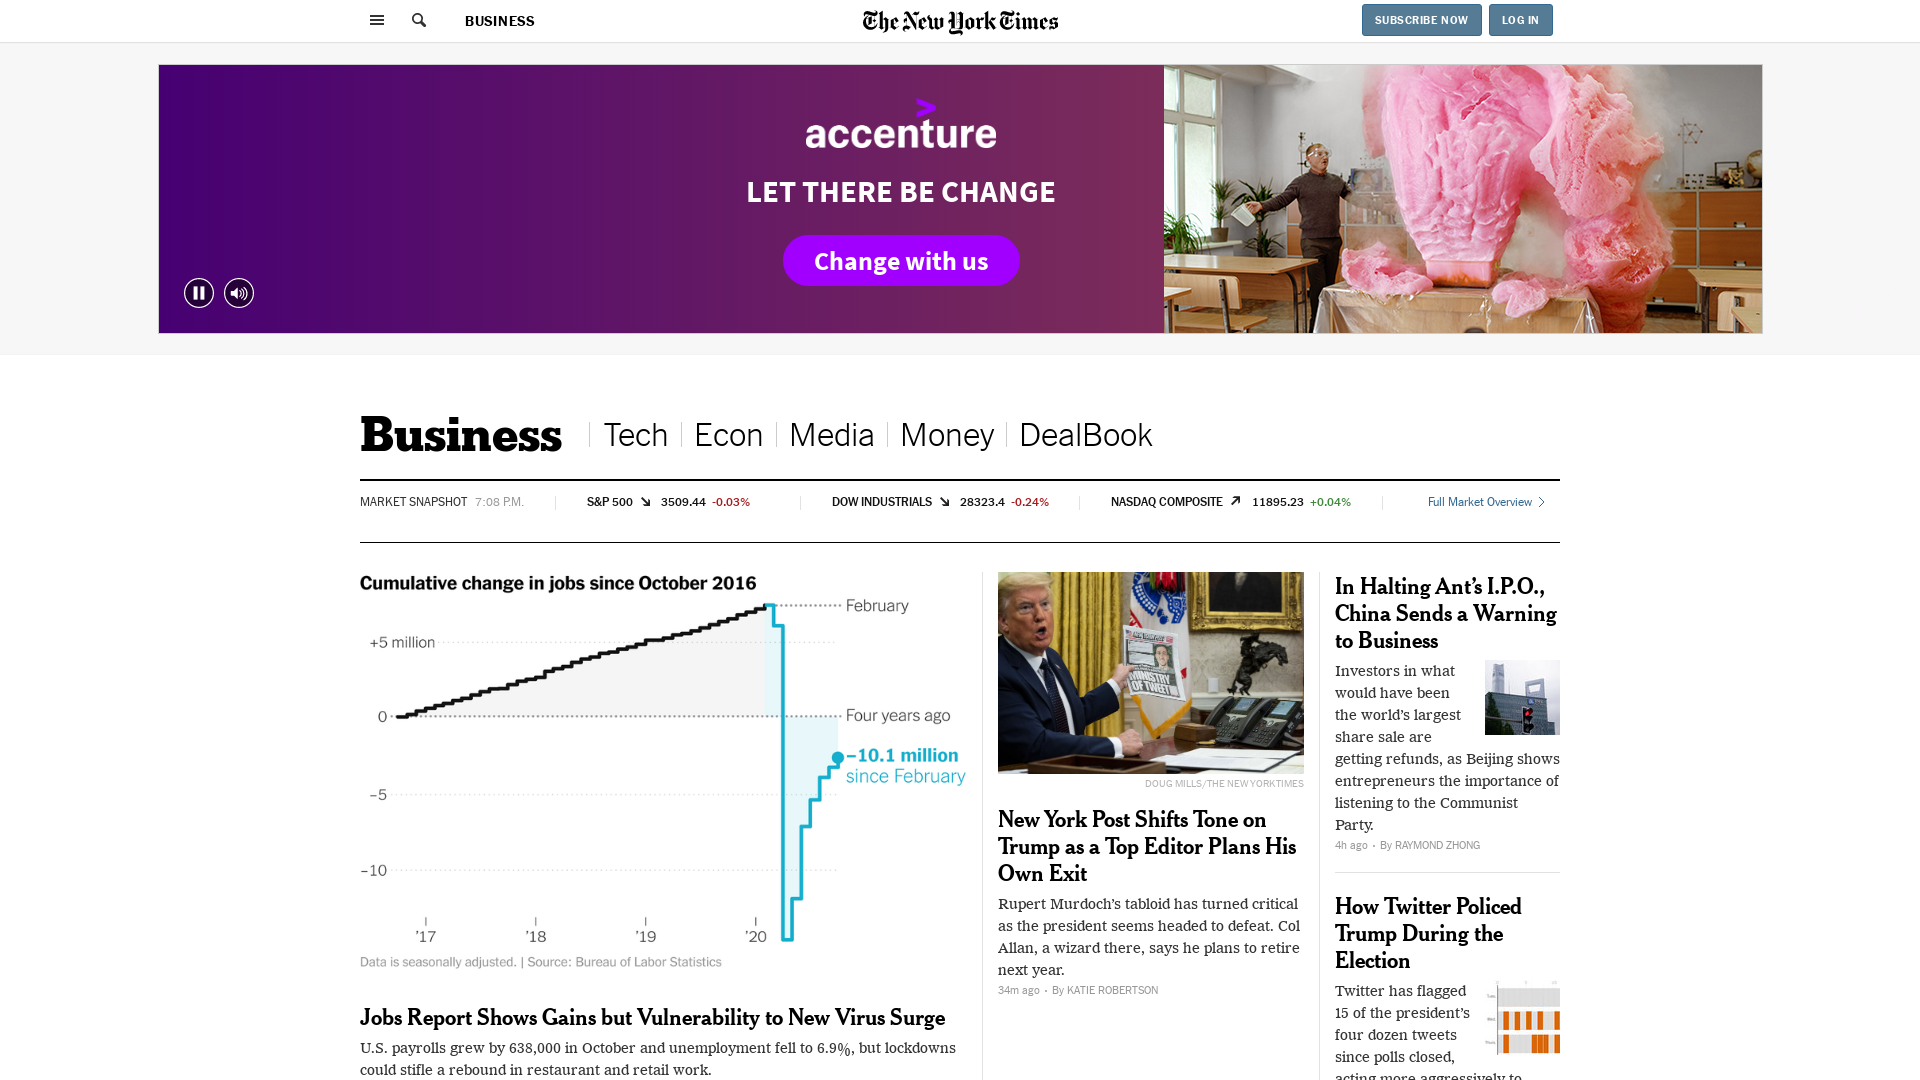 BUSINESS
The New York Times
SUBSCRIBE NOW
LOG IN
accenture
LET THERE BE CHANGE
Change with us
Business
Tech
Econ
Media
Money
DealBook
MARKET SNAPSHOT 7:08 P.M.
S&P 500 3509.44 -0.03%
DOW INDUSTRIALS 28323.4 -0.24%
NASDAQ COMPOSITE 11895.23 +0.04%
Full Market Overview
Cumulative change in jobs since October 2016
February
+5 million
0
Four years ago
–10.1 million
since February
–5
–10
’17
’18
’19
’20
Data is seasonally adjusted. | Source: Bureau of Labor Statistics
Jobs Report Shows Gains but Vulnerability to New Virus Surge
U.S. payrolls grew by 638,000 in October and unemployment fell to 6.9%, but lockdowns
could stifle a rebound in restaurant and retail work.
MINISTRY
OF TWEET
DOUG MILLS/THE NEW YORKTIMES
New York Post Shifts Tone on
Trump as a Top Editor Plans His
Own Exit
Rupert Murdoch’s tabloid has turned critical
as the president seems headed to defeat. Col
Allan, a wizard there, says he plans to retire
next year.
34m ago • By KATIE ROBERTSON
In Halting Ant’s I.P.O.,
China Sends a Warning
to Business
Investors in what
would have been
the world’s largest
share sale are
getting refunds, as Beijing shows
entrepreneurs the importance of
listening to the Communist
Party.
4h ago • By RAYMOND ZHONG
How Twitter Policed
Trump During the
Election
Twitter has flagged
15 of the president’s
four dozen tweets
since polls closed,
acting more aggressively to